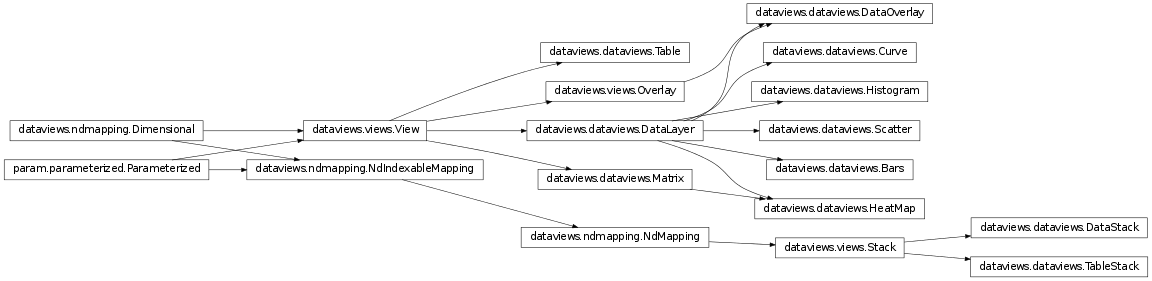 dataviews.dataviews.DataOverlay
dataviews.dataviews.Table
dataviews.dataviews.Curve
dataviews.views.Overlay
dataviews.dataviews.Histogram
dataviews.ndmapping.Dimensional
dataviews.views.View
dataviews.dataviews.DataLayer
dataviews.dataviews.Scatter
param.parameterized.Parameterized
dataviews.ndmapping.NdIndexableMapping
dataviews.dataviews.Matrix
dataviews.dataviews.Bars
dataviews.dataviews.HeatMap
dataviews.ndmapping.NdMapping
dataviews.views.Stack
dataviews.dataviews.DataStack
dataviews.dataviews.TableStack